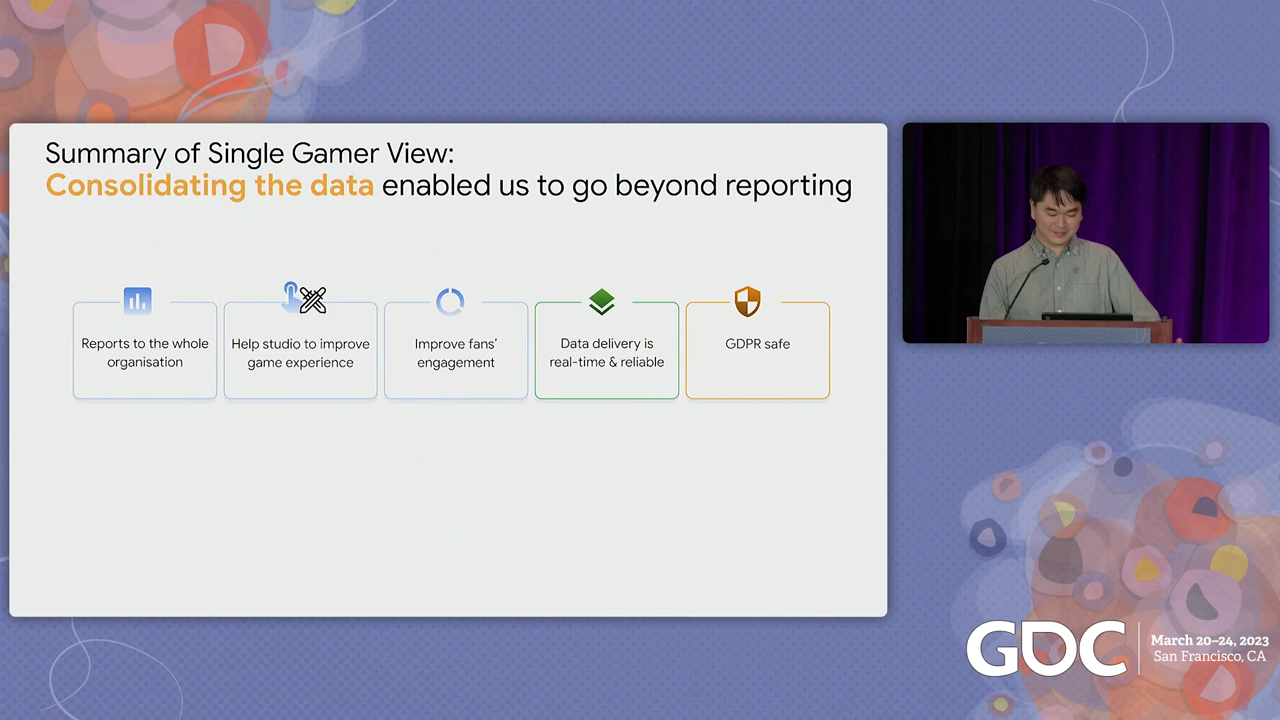 Summary of Single Gamer View:
Consolidating the data enabled us to go beyond reporting
Reports to the whole
organisation
Help studio to improve
game experience
Improve fans'
engagement
Data delivery is
real-time & reliable
GDPR safe
GDC
March 20–24, 2023
San Francisco, CA